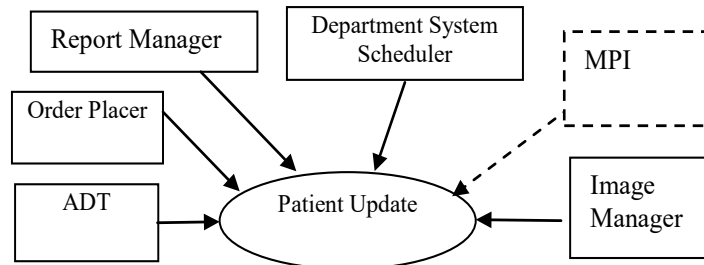 Report Manager
Department System
Scheduler
MPI
Order Placer
ADT
Patient Update
Image
Manager